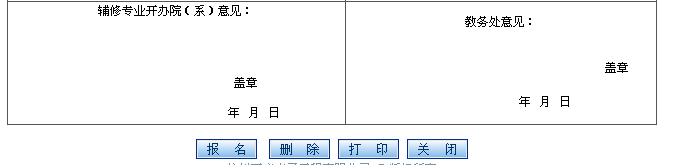 辅修专业开办院（系）意见：
教务处意见：
盖章
盖章
年 月 日
年 月 日
报 名 删 除 打 印 关 闭